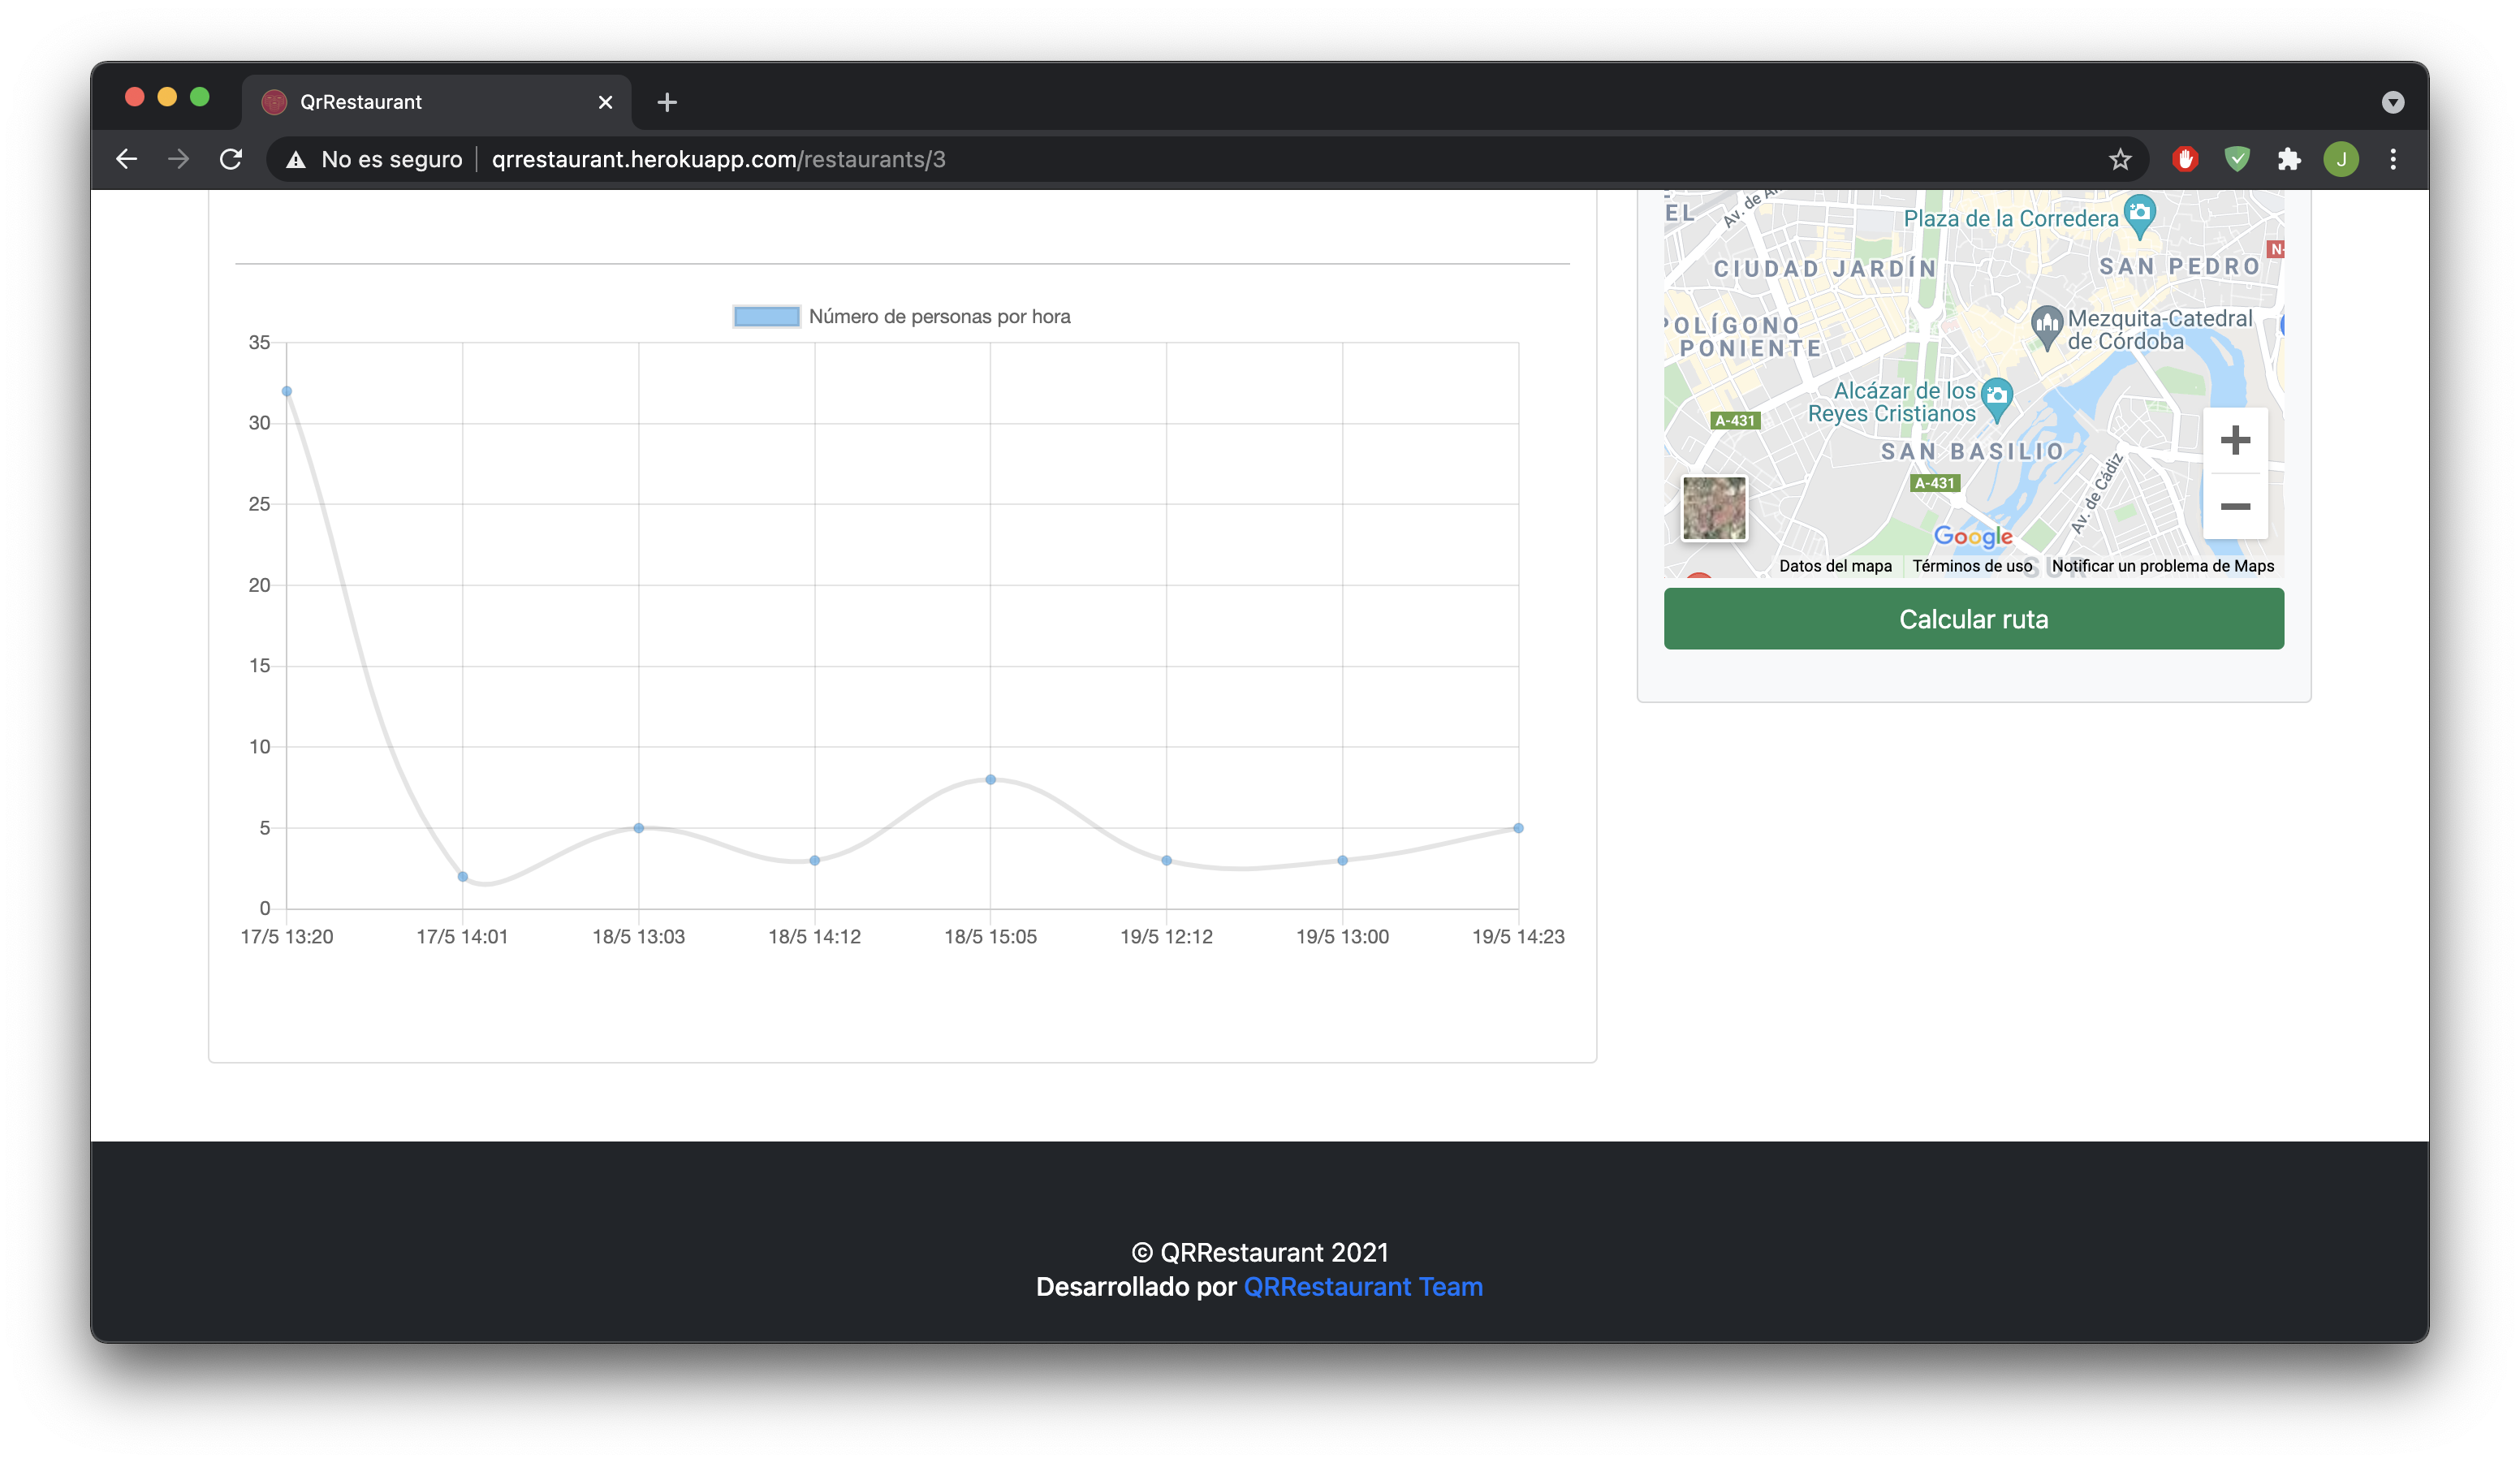 QrRestaurant
No es seguro
qrrestaurant.herokuapp.com/restaurants/3
J
Número de personas por hora
35
30
25
20
15
10
5
0
17/5 13:20
17/5 14:01
18/5 13:03
18/5 14:12
18/5 15:05
19/5 12:12
19/5 13:00
19/5 14:23
EL
Plaza de la Corredera
CIUDAD JARDÍN
SAN PEDRO
N-
POLÍGONO
PONIENTE
Mezquita-Catedral
de Córdoba
Alcázar de los
Reyes Cristianos
A-431
SAN BASILIO
A-431
Av. de Cádiz
Google
SUR
Datos del mapa
Términos de uso
Notificar un problema de Maps
Calcular ruta
© QRRestaurant 2021
Desarrollado por QRRestaurant Team